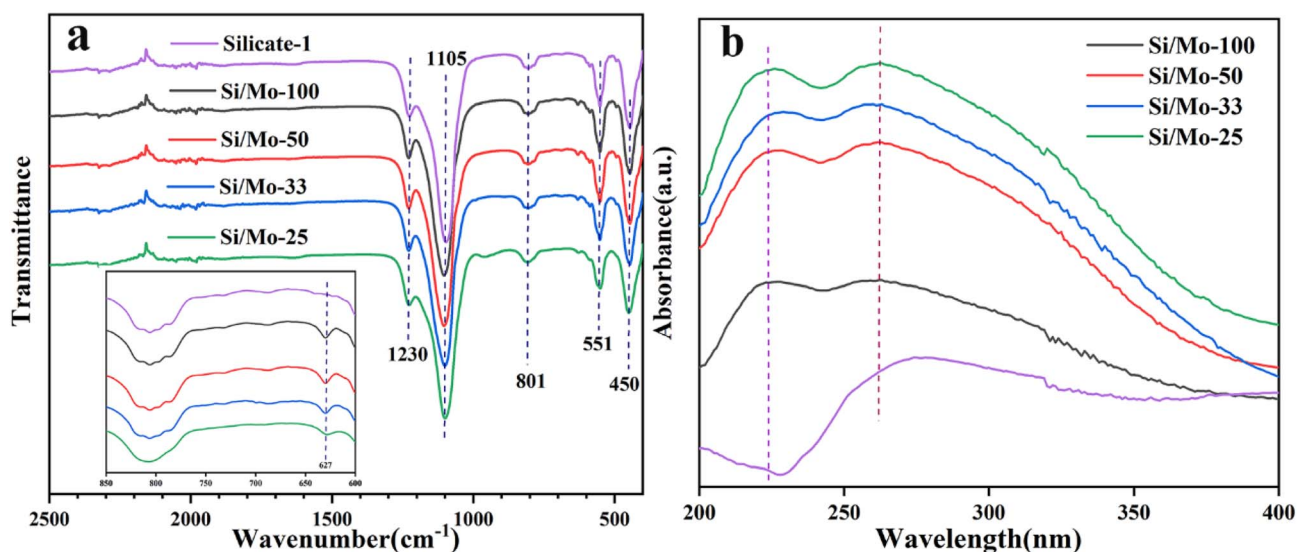 a
Silicate-1
Si/Mo-100
Si/Mo-50
Si/Mo-33
Si/Mo-25
1105
1230
801
551
450
627
850 800 750 700 650 600
Transmittance
2500 2000 1500 1000 500
Wavenumber(cm⁻¹)
b
Si/Mo-100
Si/Mo-50
Si/Mo-33
Si/Mo-25
Absorbance(a.u.)
200 250 300 350 400
Wavelength(nm)